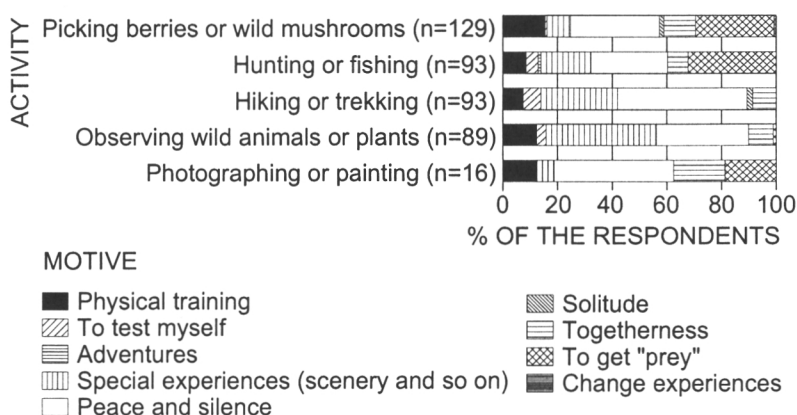 ACTIVITY
Picking berries or wild mushrooms (n=129)
Hunting or fishing (n=93)
Hiking or trekking (n=93)
Observing wild animals or plants (n=89)
Photographing or painting (n=16)
0 20 40 60 80 100
% OF THE RESPONDENTS
MOTIVE
Physical training
To test myself
Adventures
Special experiences (scenery and so on)
Peace and silence
Solitude
Togetherness
To get "prey"
Change experiences